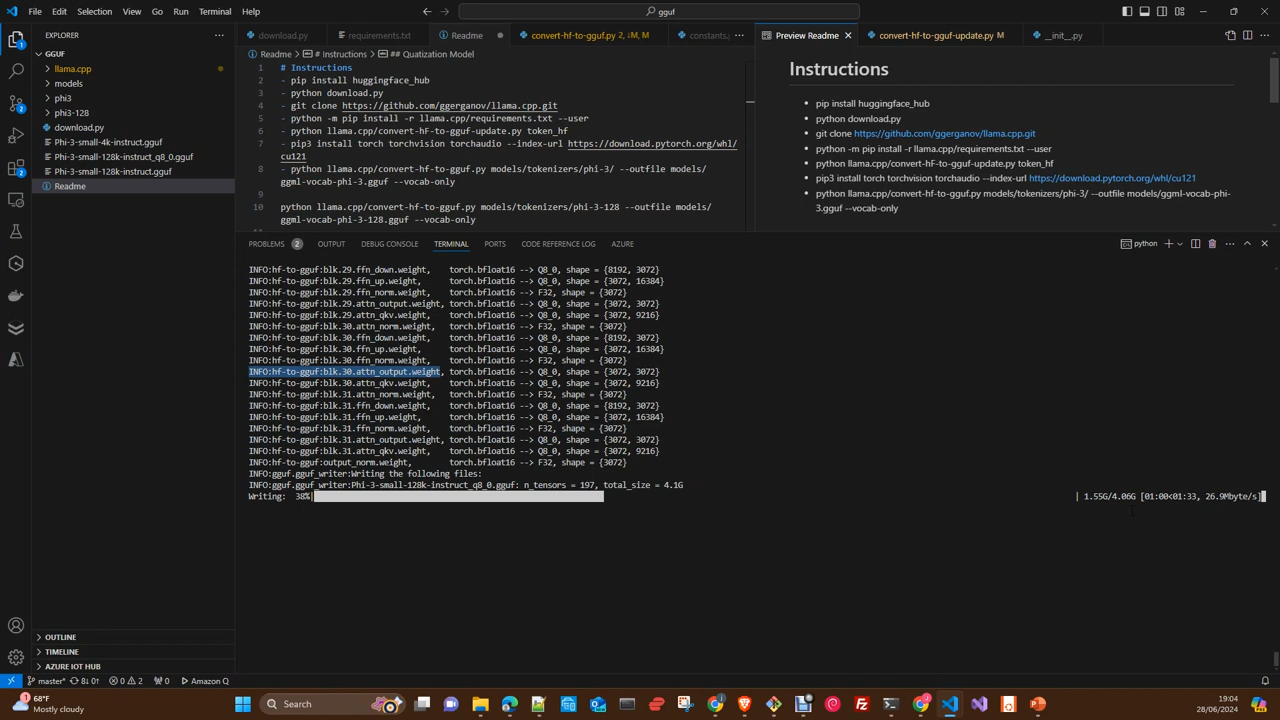 File Edit Selection View Go Run Terminal Help
gguf
EXPLORER
GGUF
llama.cpp
models
phi3
phi3-128
download.py
Phi-3-small-4k-instruct.gguf
Phi-3-small-128k-instruct_q8_0.gguf
Phi-3-small-128k-instruct.gguf
Readme
OUTLINE
TIMELINE
AZURE IOT HUB
download.py requirements.txt Readme convert-hf-to-gguf.py 2, M constants.p
Readme > # Instructions > ## Quatization Model
1 # Instructions
2 - pip install huggingface_hub
3 - python download.py
4 - git clone https://github.com/ggerganov/llama.cpp.git
5 - python -m pip install -r llama.cpp/requirements.txt --user
6 - python llama.cpp/convert-hF-to-gguf-update.py token_hf
7 - pip3 install torch torchvision torchaudio --index-url https://download.pytorch.org/whl/
cu121
8 - python llama.cpp/convert-hf-to-gguf.py models/tokenizers/phi-3/ --outfile models/
ggml-vocab-phi-3.gguf --vocab-only
9
10 python llama.cpp/convert-hf-to-gguf.py models/tokenizers/phi-3-128 --outfile models/
ggml-vocab-phi-3-128.gguf --vocab-only
Preview Readme convert-hf-to-gguf-update.py M __init__.py
Instructions
• pip install huggingface_hub
• python download.py
• git clone https://github.com/ggerganov/llama.cpp.git
• python -m pip install -r llama.cpp/requirements.txt --user
• python llama.cpp/convert-hF-to-gguf-update.py token_hf
• pip3 install torch torchvision torchaudio --index-url https://download.pytorch.org/whl/cu121
• python llama.cpp/convert-hf-to-gguf.py models/tokenizers/phi-3/ --outfile models/ggml-vocab-phi-
3.gguf --vocab-only
PROBLEMS 2 OUTPUT DEBUG CONSOLE TERMINAL PORTS CODE REFERENCE LOG AZURE
python
INFO:hf-to-gguf:blk.29.ffn_down.weight, torch.bfloat16 --> Q8_0, shape = {8192, 3072}
INFO:hf-to-gguf:blk.29.ffn_up.weight, torch.bfloat16 --> Q8_0, shape = {3072, 16384}
INFO:hf-to-gguf:blk.29.ffn_norm.weight, torch.bfloat16 --> F32, shape = {3072}
INFO:hf-to-gguf:blk.29.attn_output.weight, torch.bfloat16 --> Q8_0, shape = {3072, 3072}
INFO:hf-to-gguf:blk.29.attn_qkv.weight, torch.bfloat16 --> Q8_0, shape = {3072, 9216}
INFO:hf-to-gguf:blk.30.attn_norm.weight, torch.bfloat16 --> F32, shape = {3072}
INFO:hf-to-gguf:blk.30.ffn_down.weight, torch.bfloat16 --> Q8_0, shape = {8192, 3072}
INFO:hf-to-gguf:blk.30.ffn_up.weight, torch.bfloat16 --> Q8_0, shape = {3072, 16384}
INFO:hf-to-gguf:blk.30.ffn_norm.weight, torch.bfloat16 --> F32, shape = {3072}
INFO:hf-to-gguf:blk.30.attn_output.weight, torch.bfloat16 --> Q8_0, shape = {3072, 3072}
INFO:hf-to-gguf:blk.30.attn_qkv.weight, torch.bfloat16 --> Q8_0, shape = {3072, 9216}
INFO:hf-to-gguf:blk.31.attn_norm.weight, torch.bfloat16 --> F32, shape = {3072}
INFO:hf-to-gguf:blk.31.ffn_down.weight, torch.bfloat16 --> Q8_0, shape = {8192, 3072}
INFO:hf-to-gguf:blk.31.ffn_up.weight, torch.bfloat16 --> Q8_0, shape = {3072, 16384}
INFO:hf-to-gguf:blk.31.ffn_norm.weight, torch.bfloat16 --> F32, shape = {3072}
INFO:hf-to-gguf:blk.31.attn_output.weight, torch.bfloat16 --> Q8_0, shape = {3072, 3072}
INFO:hf-to-gguf:blk.31.attn_qkv.weight, torch.bfloat16 --> Q8_0, shape = {3072, 9216}
INFO:hf-to-gguf:output_norm.weight, torch.bfloat16 --> F32, shape = {3072}
INFO:gguf.gguf_writer:Writing the following files:
INFO:gguf.gguf_writer:Phi-3-small-128k-instruct_q8_0.gguf: n_tensors = 197, total_size = 4.1G
Writing: 38%| | 1.55G/4.06G [01:00<01:33, 26.9Mbyte/s]
master* 8↓ 0↑ 0 2 0 Amazon Q
68°F
Mostly cloudy
Search
19:04
28/06/2024